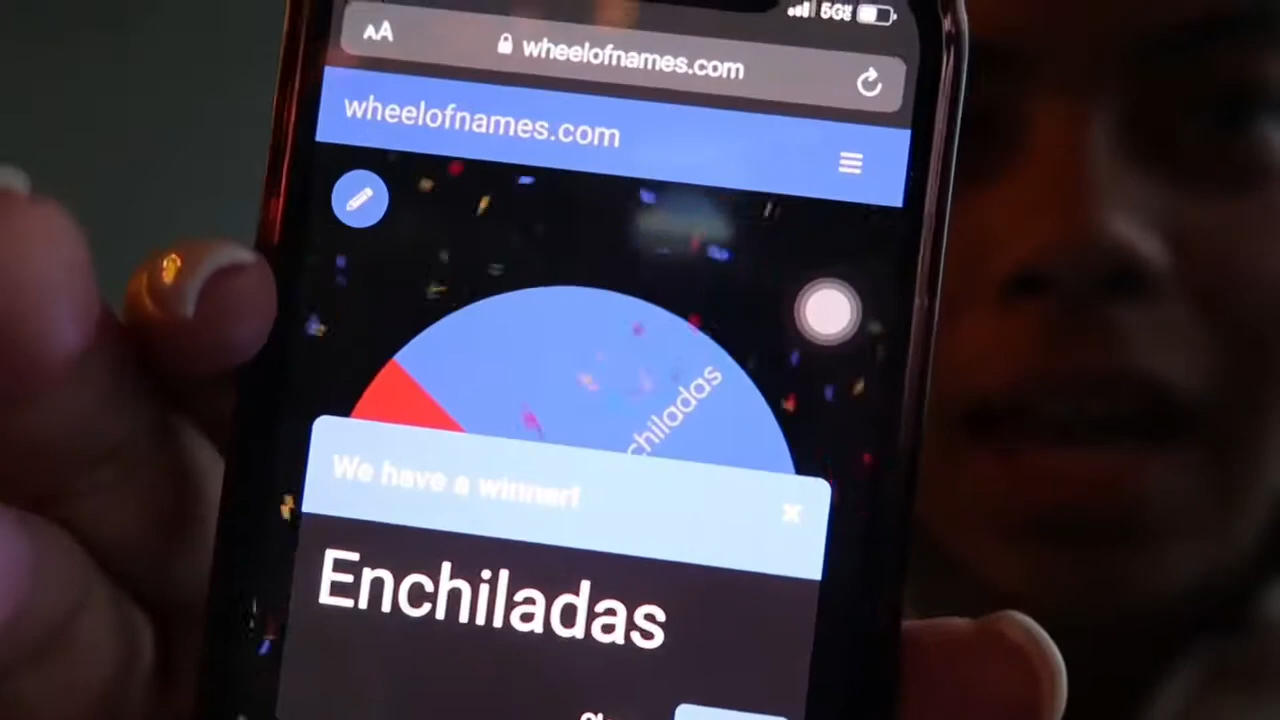 5G
AA wheelofnames.com
wheelofnames.com
chiladas
We have a winner!
x
Enchiladas